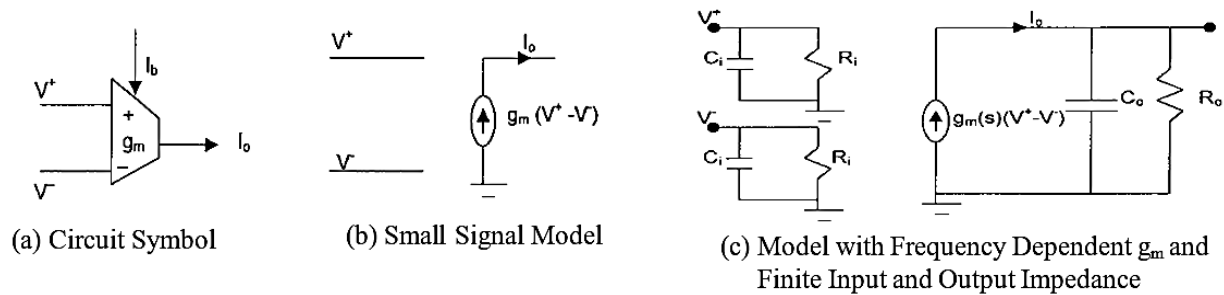 I_b
V⁺
+
g_m
−
V⁻
I_o
(a) Circuit Symbol
V⁺
V⁻
I_o
g_m (V⁺ -V⁻)
(b) Small Signal Model
V⁺
C_i
R_i
V⁻
C_i
R_i
I_o
g_m(s)(V⁺-V⁻)
C_o
R_o
(c) Model with Frequency Dependent g_m and
Finite Input and Output Impedance